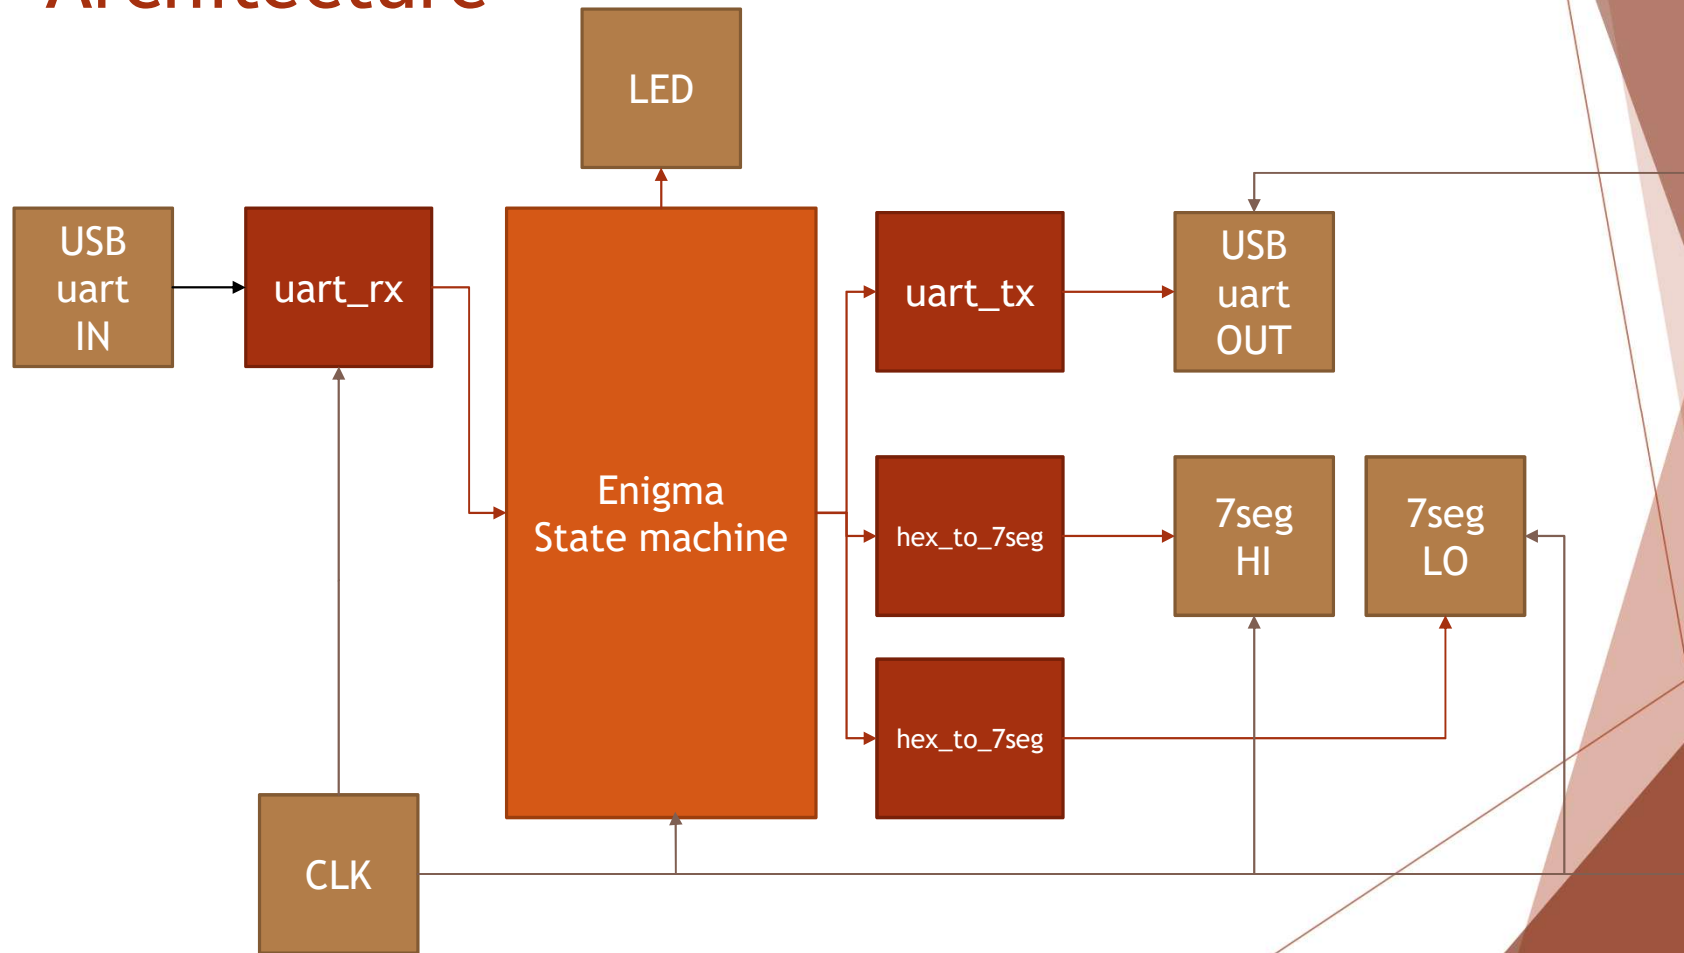 Architecture
LED
USB
uart
IN
uart_rx
uart_tx
USB
uart
OUT
Enigma
State machine
hex_to_7seg
7seg
HI
7seg
LO
hex_to_7seg
CLK